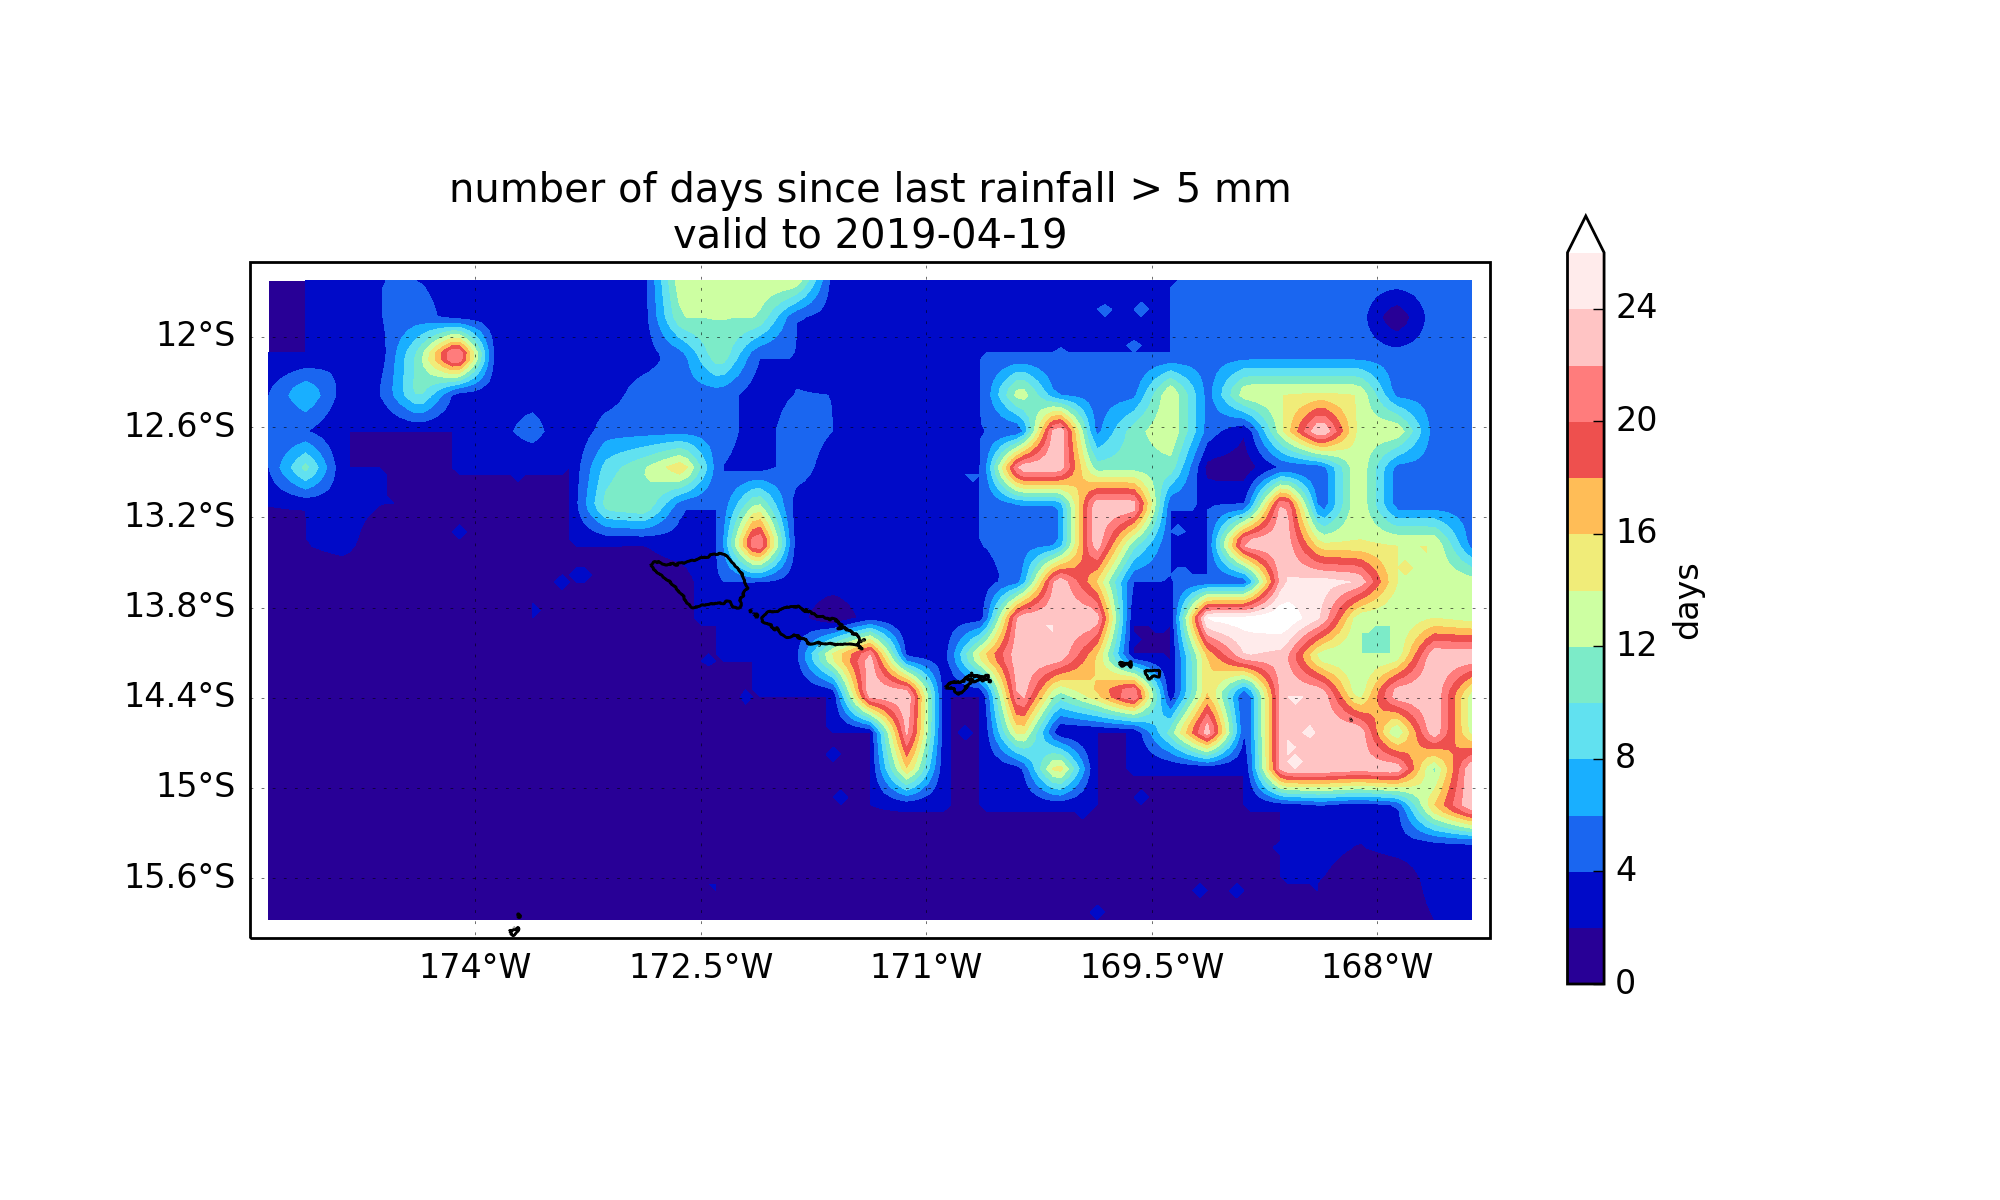 number of days since last rainfall > 5 mm
valid to 2019-04-19
12°S
12.6°S
13.2°S
13.8°S
14.4°S
15°S
15.6°S
174°W 172.5°W 171°W 169.5°W 168°W
24
20
16
12
8
4
0
days